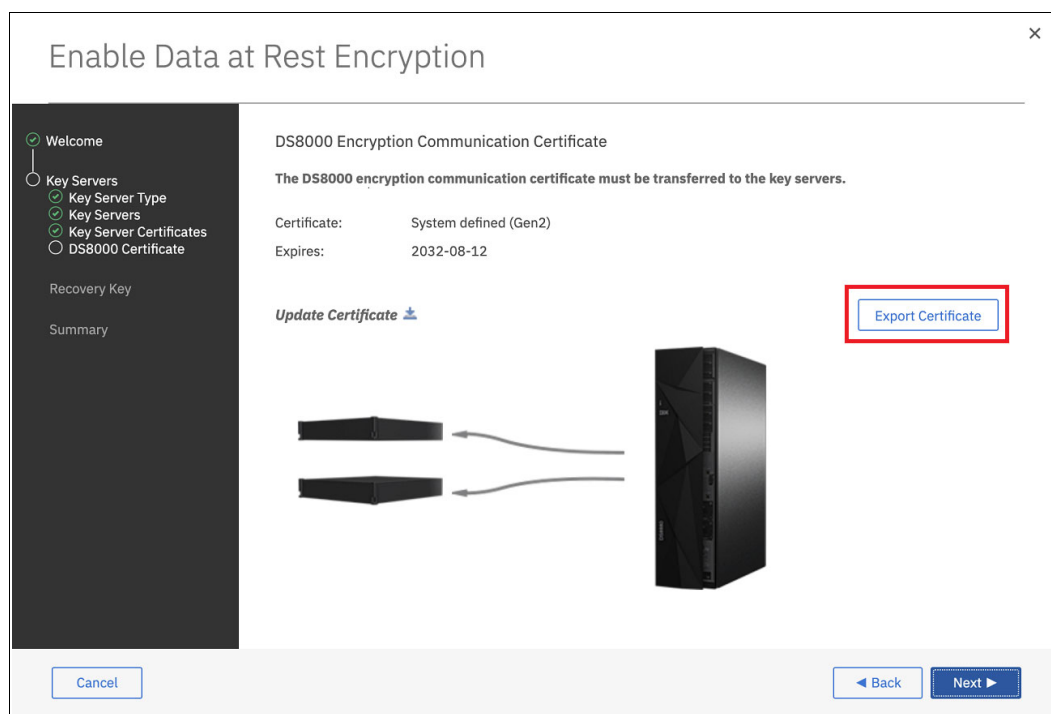 Enable Data at Rest Encryption
Welcome
Key Servers
Key Server Type
Key Servers
Key Server Certificates
DS8000 Certificate
Recovery Key
Summary
DS8000 Encryption Communication Certificate
The DS8000 encryption communication certificate must be transferred to the key servers.
Certificate: System defined (Gen2)
Expires: 2032-08-12
Update Certificate
Export Certificate
Cancel
Back
Next